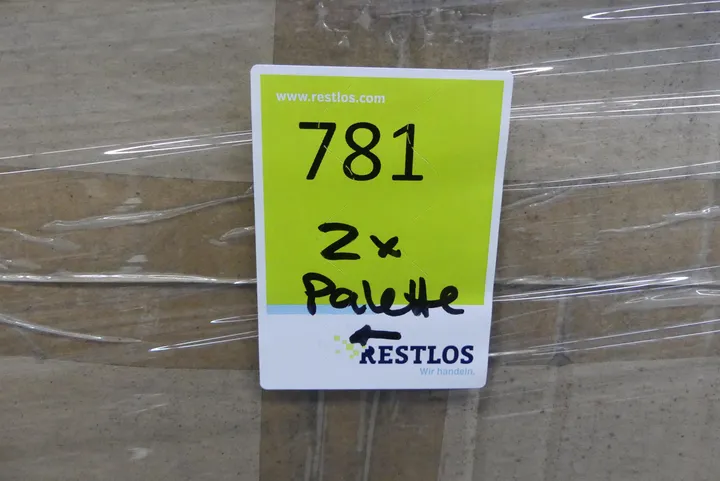 www.restlos.com
781
2x
Palette
RESTLOS
Wir handeln.